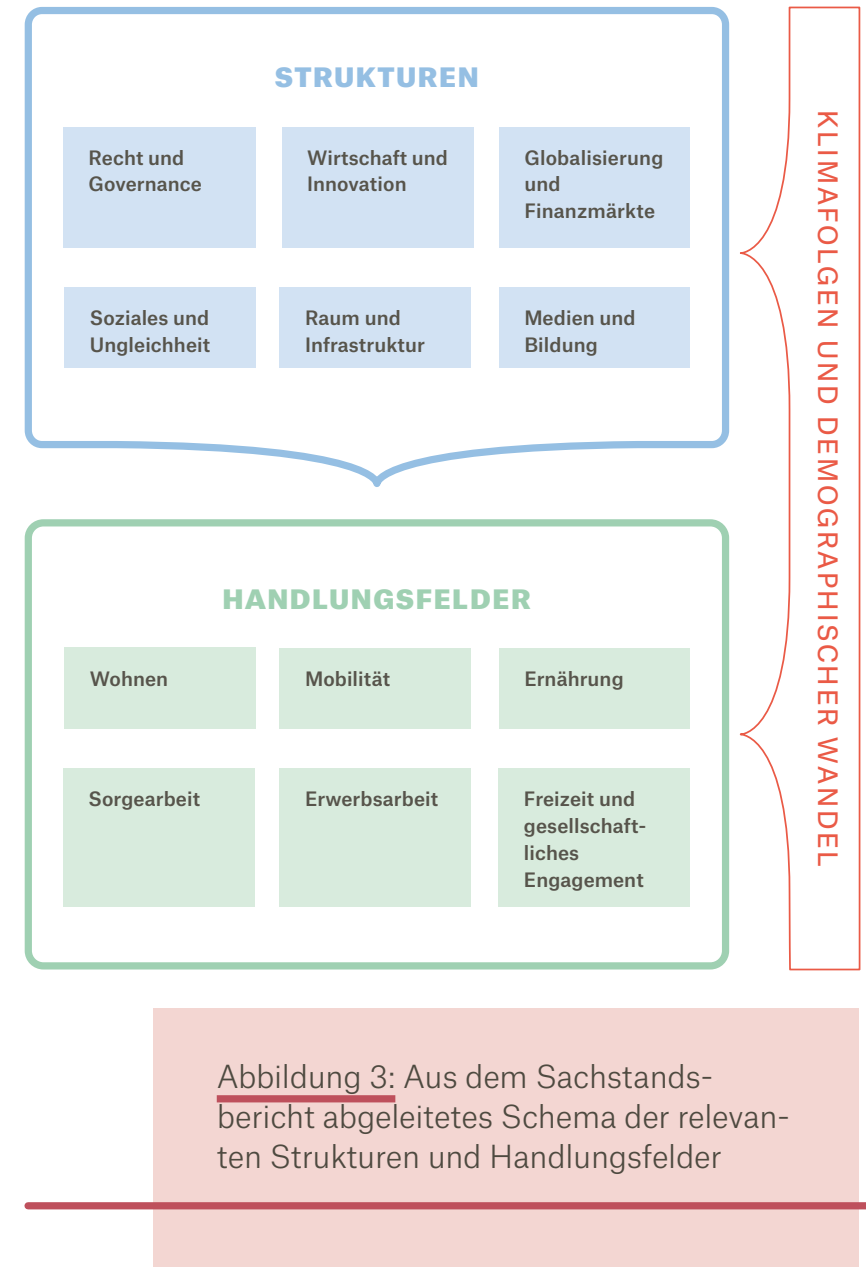 STRUKTUREN
Recht und
Governance
Wirtschaft und
Innovation
Globalisierung
und
Finanzmärkte
Soziales und
Ungleichheit
Raum und
Infrastruktur
Medien und
Bildung
HANDLUNGSFELDER
Wohnen
Mobilität
Ernährung
Sorgearbeit
Erwerbsarbeit
Freizeit und
gesellschaft-
liches
Engagement
KLIMAFOLGEN UND DEMOGRAPHISCHER WANDEL
Abbildung 3: Aus dem Sachstands-
bericht abgeleitetes Schema der relevan-
ten Strukturen und Handlungsfelder